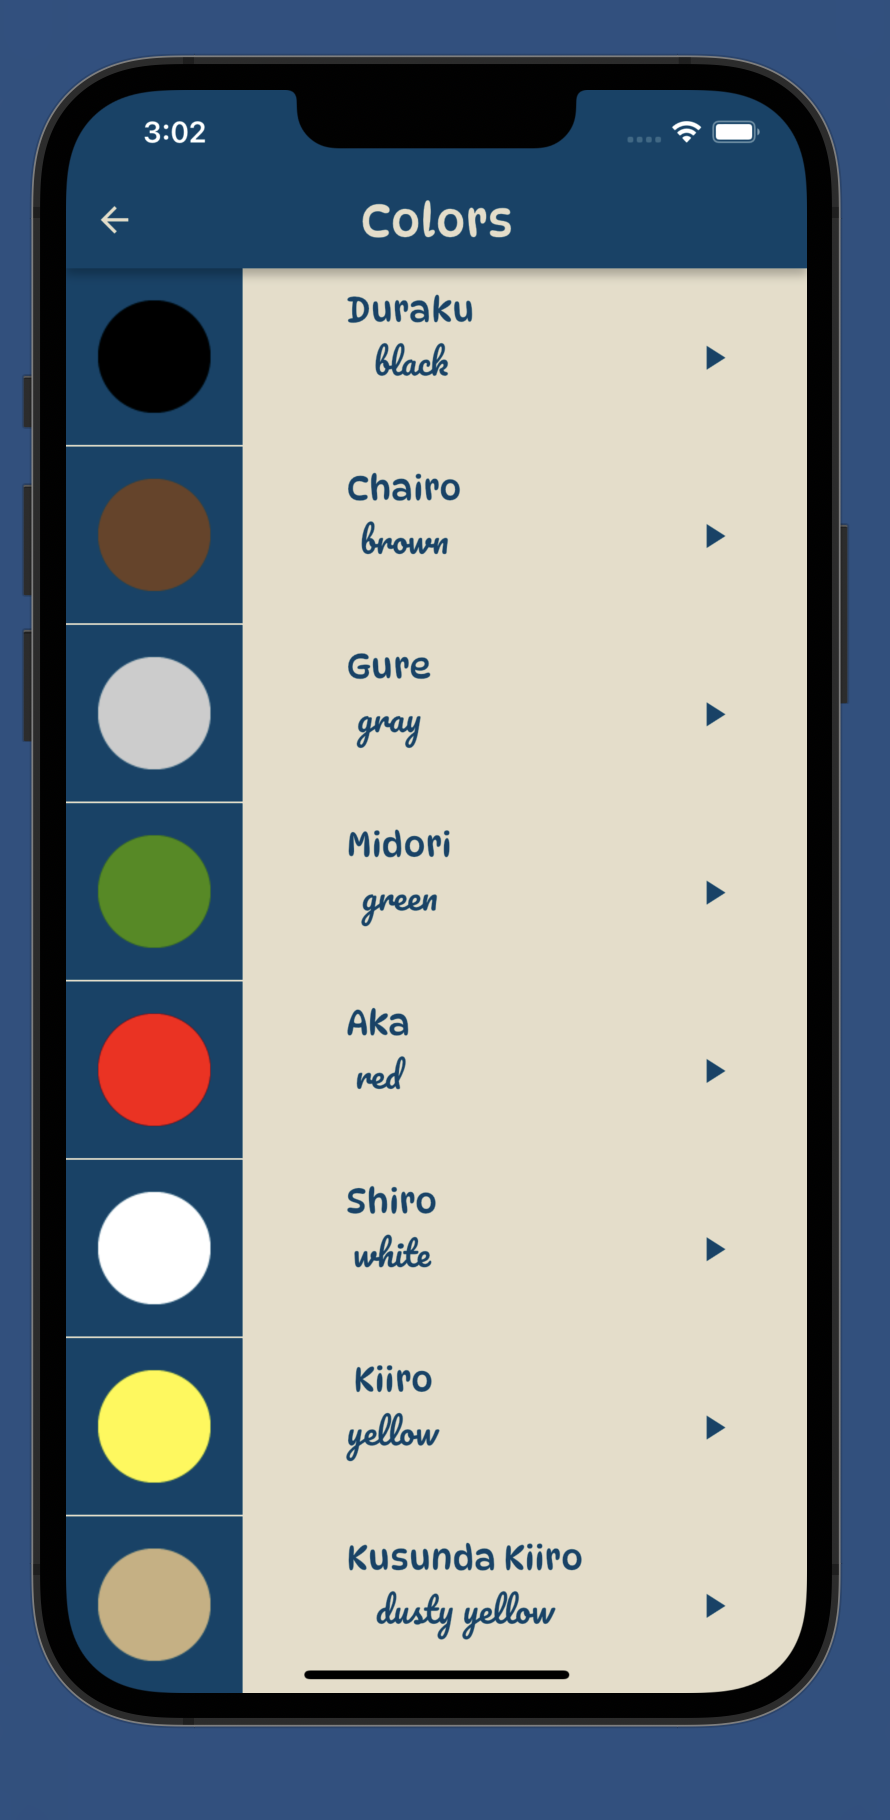 3:02
Colors
Duraku
black
Chairo
brown
Gure
gray
Midori
green
Aka
red
Shiro
white
Kiiro
yellow
Kusunda Kiiro
dusty yellow